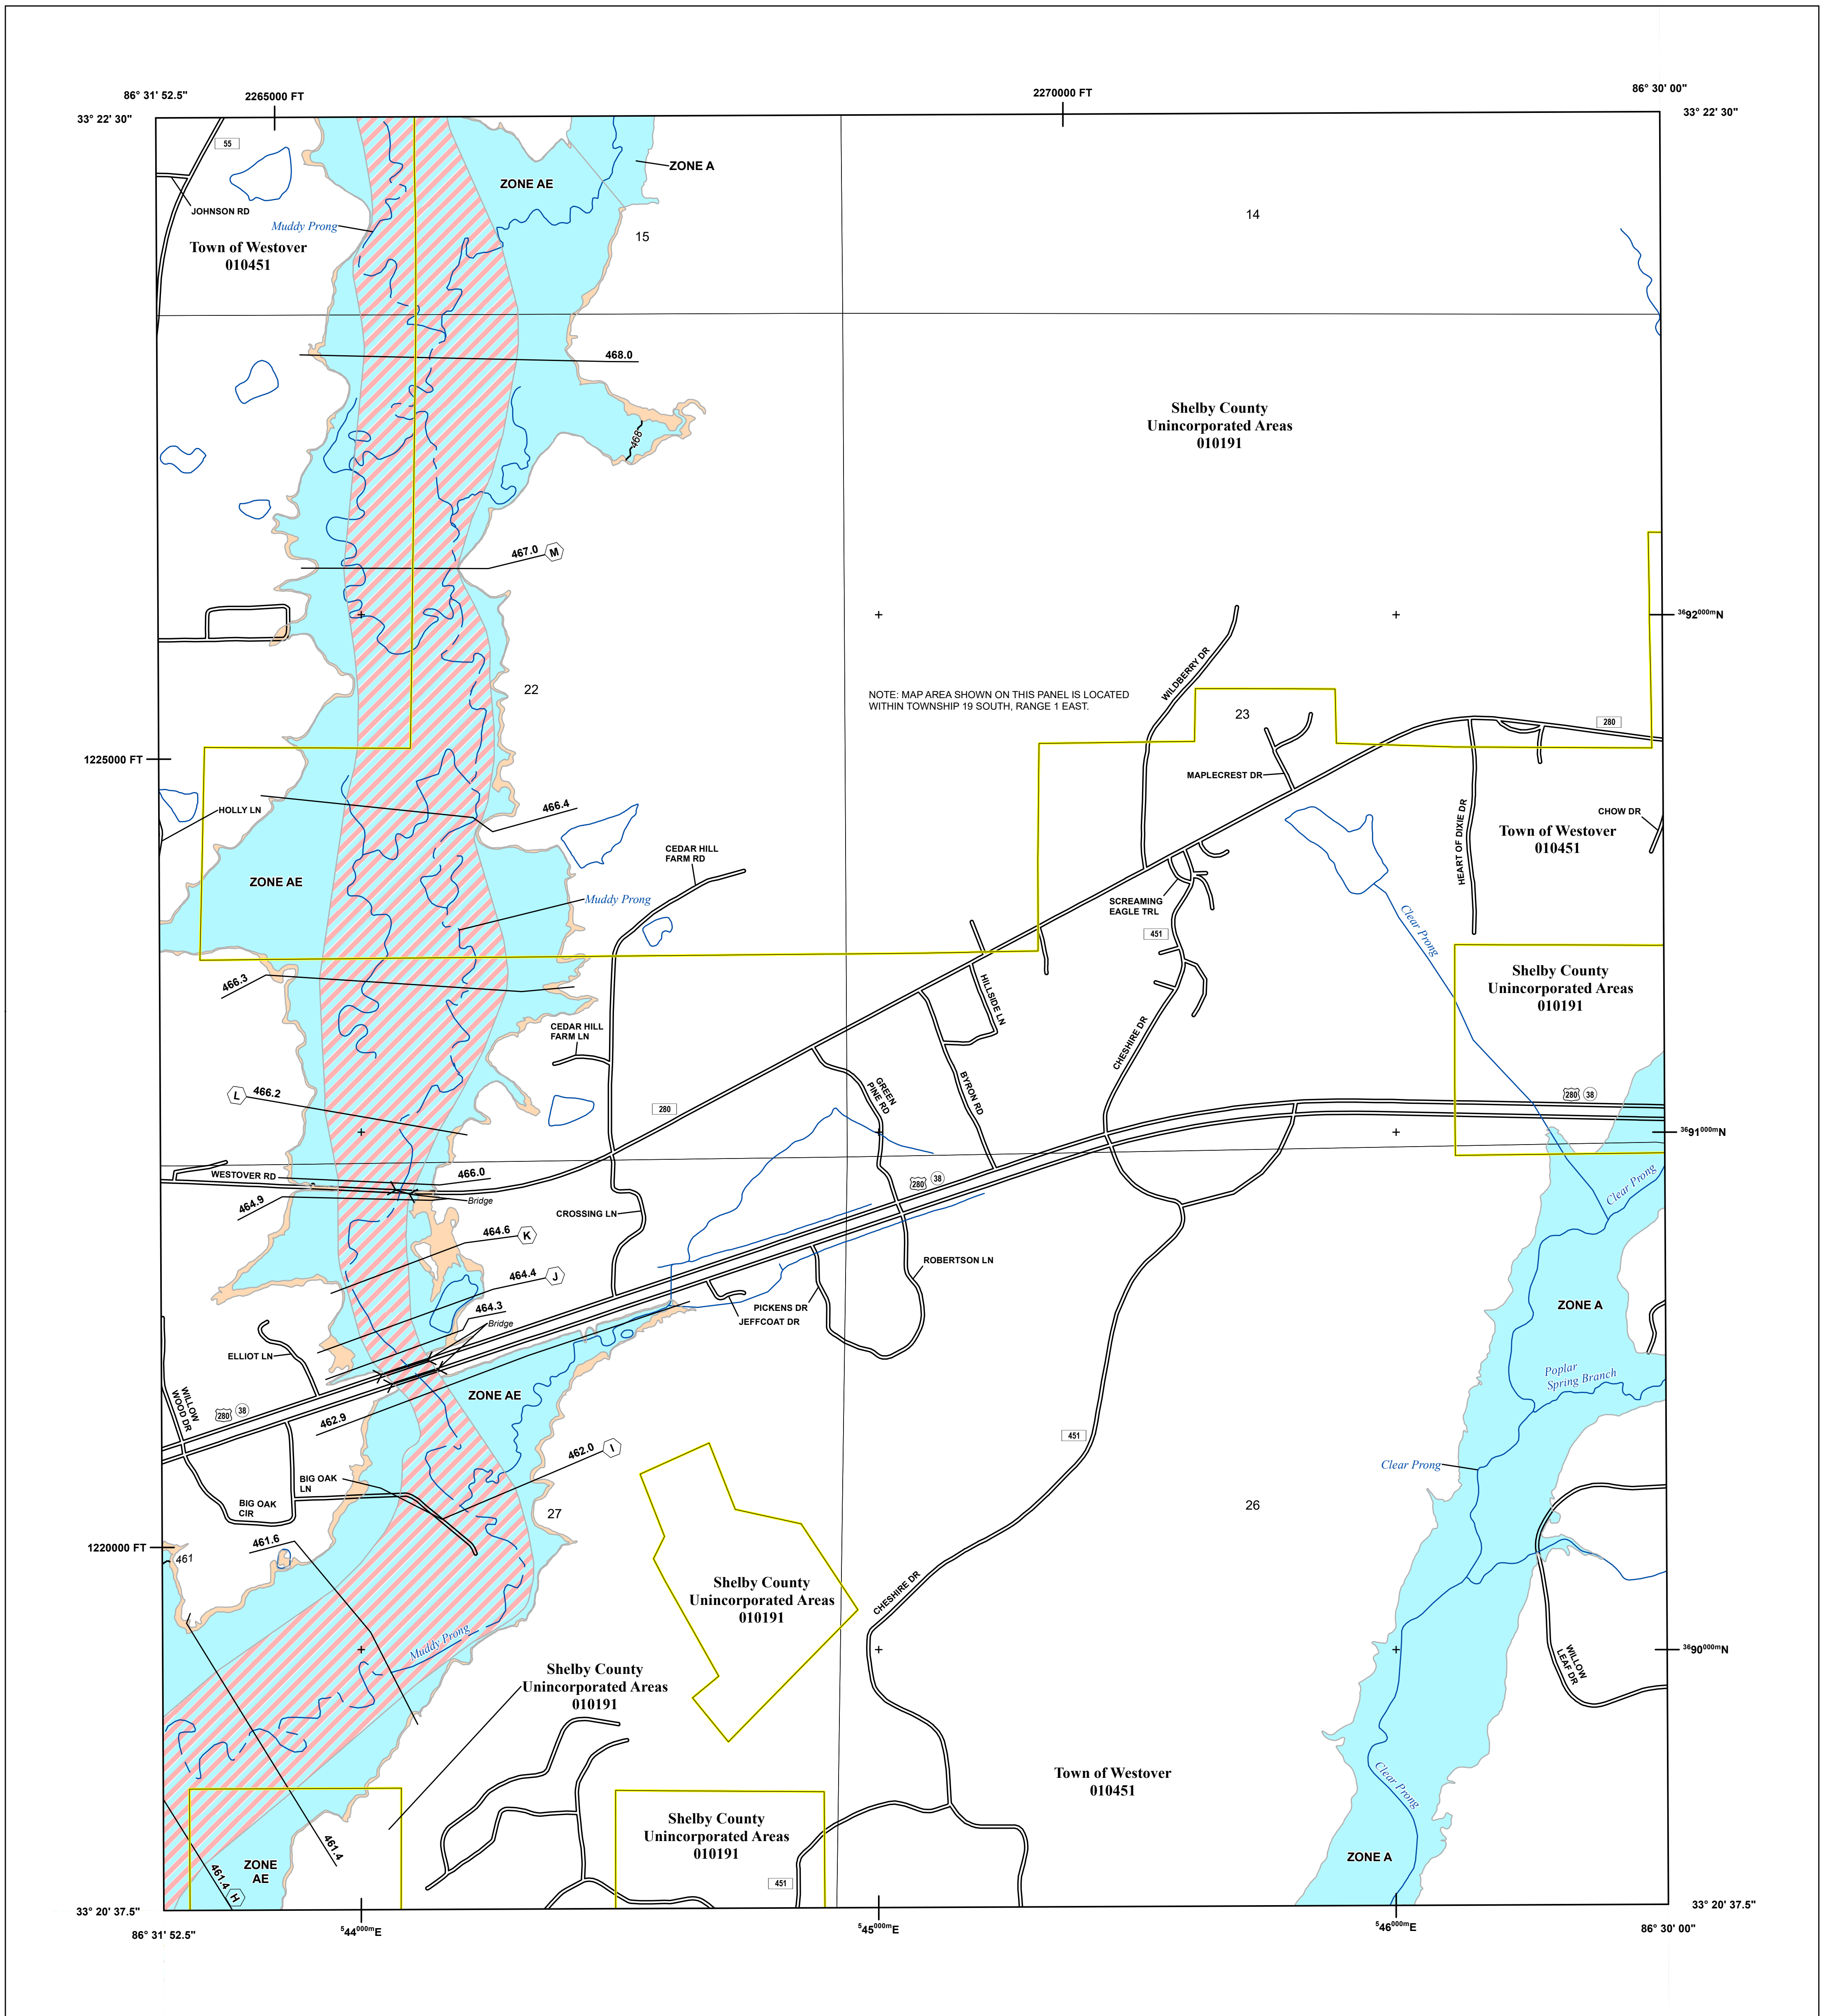 86° 31' 52.5"
2265000 FT
2270000 FT
86° 30' 00"
33° 22' 30"
33° 22' 30"
55
ZONE A
ZONE AE
JOHNSON RD
Muddy Prong
Town of Westover
010451
15
14
468.0
Shelby County
Unincorporated Areas
010191
468
467.0 M
3692000mN
WILDBERRY DR
22
NOTE: MAP AREA SHOWN ON THIS PANEL IS LOCATED
WITHIN TOWNSHIP 19 SOUTH, RANGE 1 EAST.
23
280
1225000 FT
MAPLECREST DR
HOLLY LN
466.4
CHOW DR
HEART OF DIXIE DR
Town of Westover
010451
CEDAR HILL
FARM RD
ZONE AE
Muddy Prong
SCREAMING
EAGLE TRL
Clear Prong
451
466.3
HILLSIDE LN
Shelby County
Unincorporated Areas
010191
CEDAR HILL
FARM LN
CHESHIRE DR
L 466.2
GREEN
PINE RD
BYRON RD
280
280 38
3691000mN
WESTOVER RD
466.0
Bridge
280 38
Clear Prong
464.9
CROSSING LN
464.6 K
ROBERTSON LN
464.4 J
464.3
PICKENS DR
JEFFCOAT DR
ZONE A
Bridge
ELLIOT LN
Poplar
Spring Branch
WILLOW
WOOD DR
ZONE AE
280 38
462.9
451
462.0 I
Clear Prong
BIG OAK
LN
BIG OAK
CIR
26
27
461.6
1220000 FT
461
Shelby County
Unincorporated Areas
010191
CHESHIRE DR
Muddy Prong
3690000mN
WILLOW
LEAF DR
Shelby County
Unincorporated Areas
010191
Town of Westover
010451
Clear Prong
Shelby County
Unincorporated Areas
010191
461.4
ZONE
AE
ZONE A
461.4 H
451
33° 20' 37.5"
33° 20' 37.5"
86° 31' 52.5"
544000mE
545000mE
546000mE
86° 30' 00"